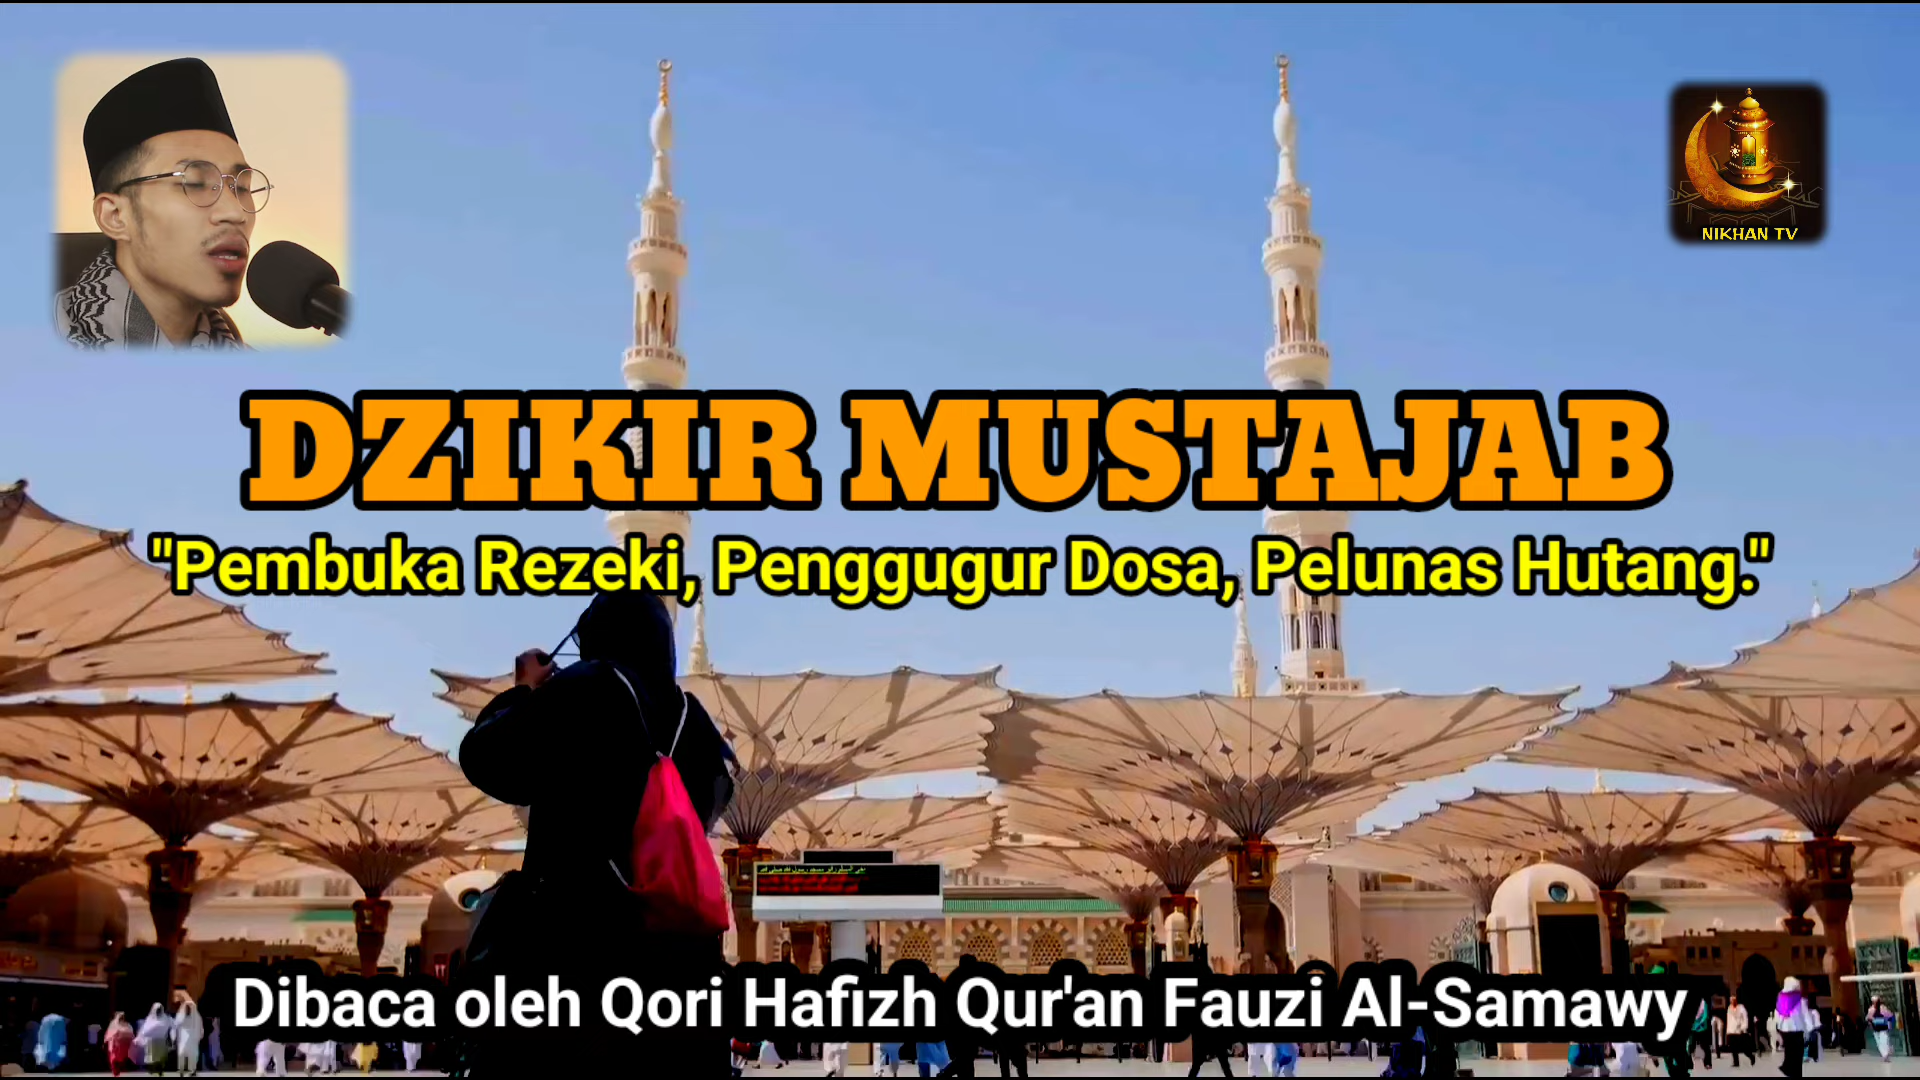 NIKHAN TV
DZIKIR MUSTAJAB
"Pembuka Rezeki, Penggugur Dosa, Pelunas Hutang."
Dibaca oleh Qori Hafizh Qur'an Fauzi Al-Samawy